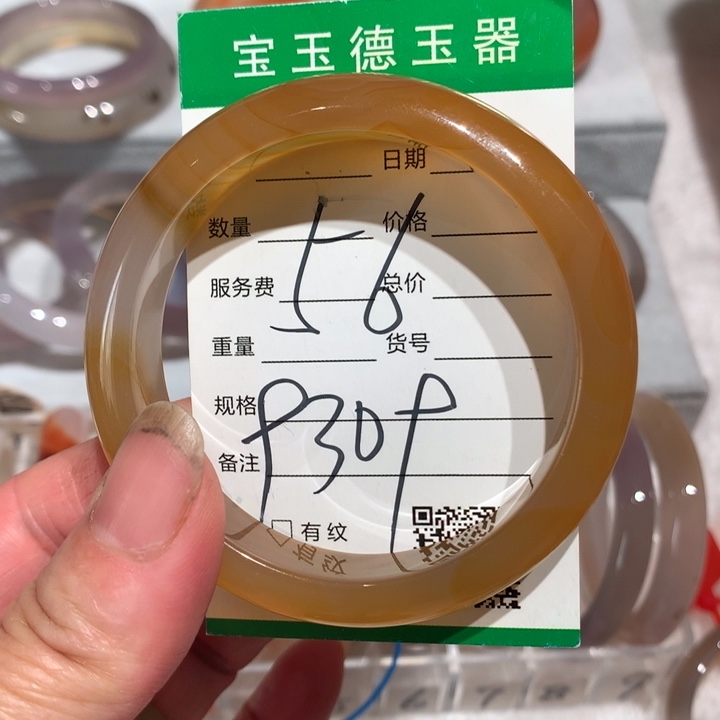 宝玉德玉器
日期
数量 价格
56
服务费 总价
重量 货号
规格
P30P
备注
有纹